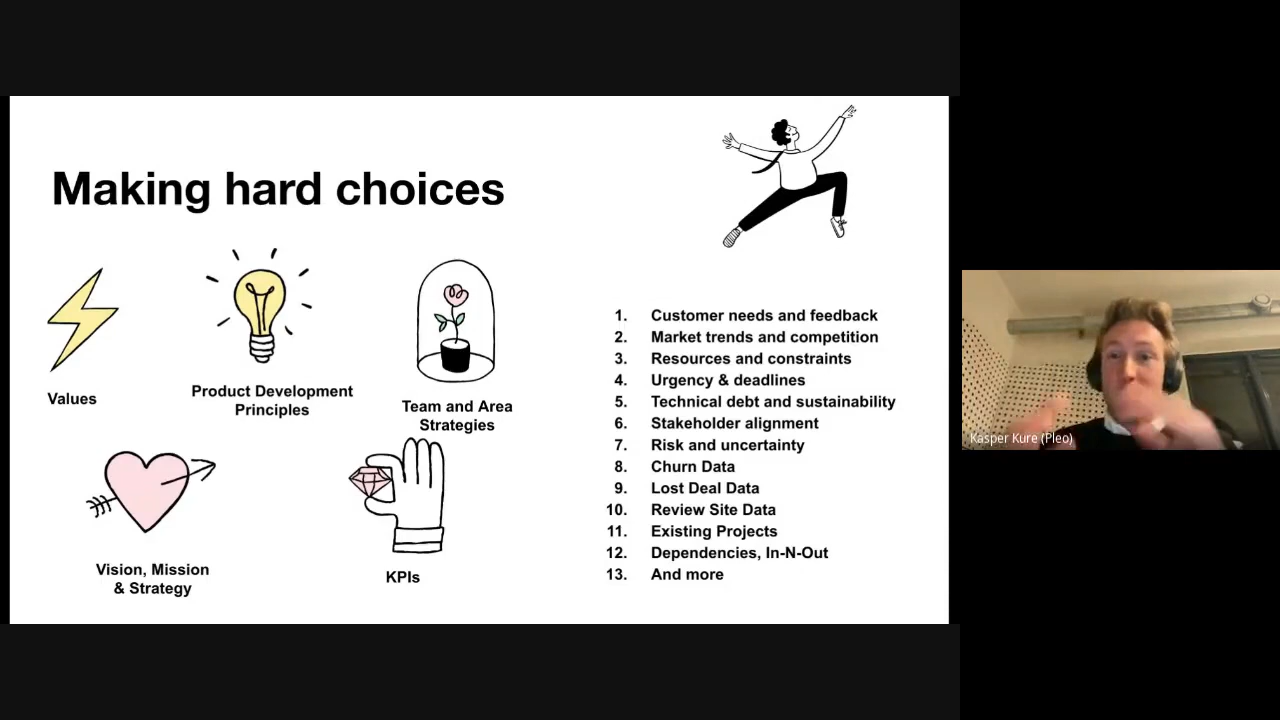 Making hard choices
Values
Product Development
Principles
Team and Area
Strategies
Vision, Mission
& Strategy
KPIs
1. Customer needs and feedback
2. Market trends and competition
3. Resources and constraints
4. Urgency & deadlines
5. Technical debt and sustainability
6. Stakeholder alignment
7. Risk and uncertainty
8. Churn Data
9. Lost Deal Data
10. Review Site Data
11. Existing Projects
12. Dependencies, In-N-Out
13. And more
Kasper Kure (Pleo)